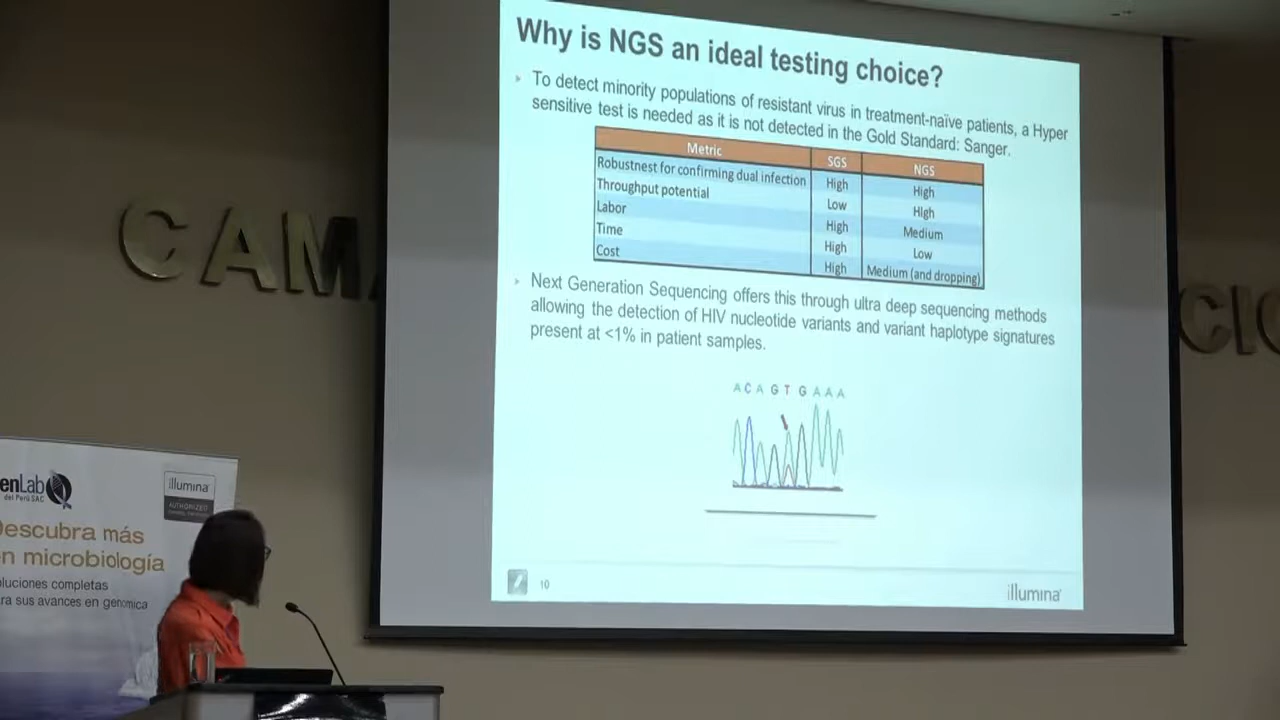 Why is NGS an ideal testing choice?
To detect minority populations of resistant virus in treatment-naïve patients, a Hyper
sensitive test is needed as it is not detected in the Gold Standard: Sanger.
Metric SGS NGS
Robustnest for confirming dual infection High High
Throughput potential Low High
Labor High Medium
Time High Low
Cost High Medium (and dropping)
Next Generation Sequencing offers this through ultra deep sequencing methods
allowing the detection of HIV nucleotide variants and variant haplotype signatures
present at <1% in patient samples.
A C A G T G A A A
10
illumina
CAMA
CIO
enLab
del Perú SAC
illumina
AUTHORIZED
Descubra más
n microbiología
oluciones completas
ra sus avances en genomica